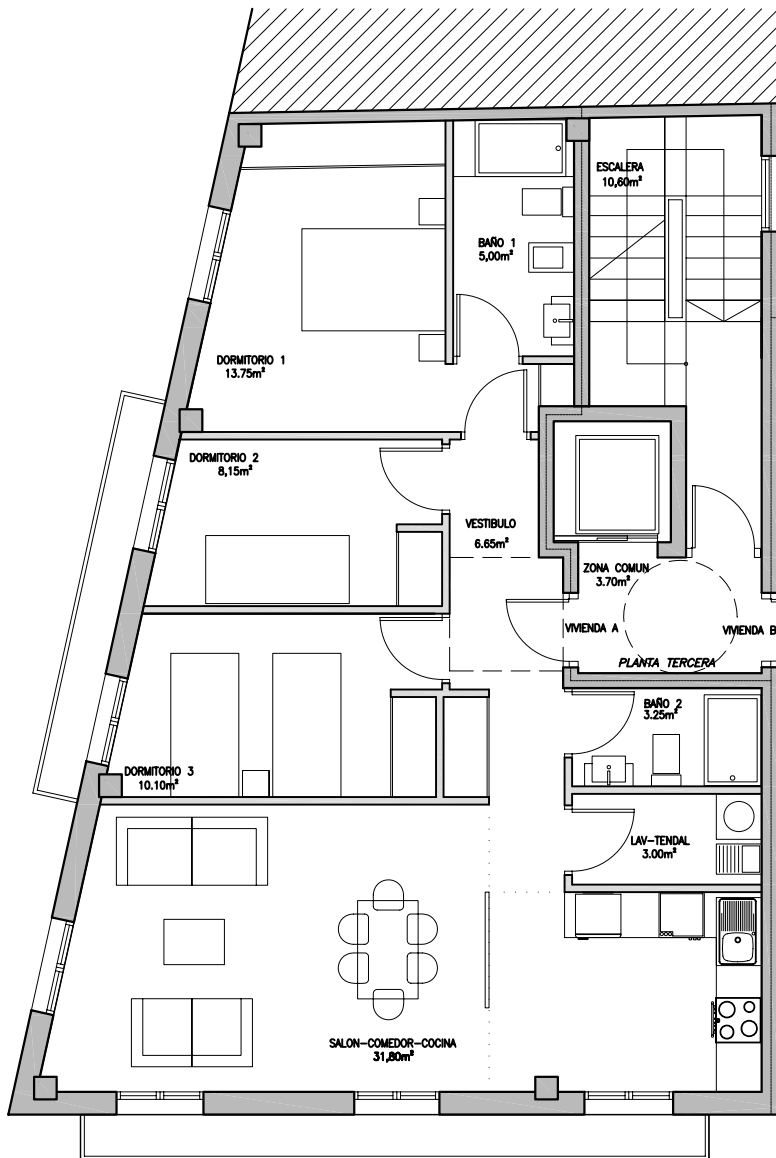 ESCALERA
10,60m²
BAÑO 1
5,00m²
DORMITORIO 1
13.75m²
DORMITORIO 2
8,15m²
VESTIBULO
6.65m²
ZONA COMUN
3.70m²
VIVIENDA A
VIVIENDA B
PLANTA TERCERA
BAÑO 2
3.25m²
DORMITORIO 3
10.10m²
LAV-TENDAL
3.00m²
SALON-COMEDOR-COCINA
31,80m²